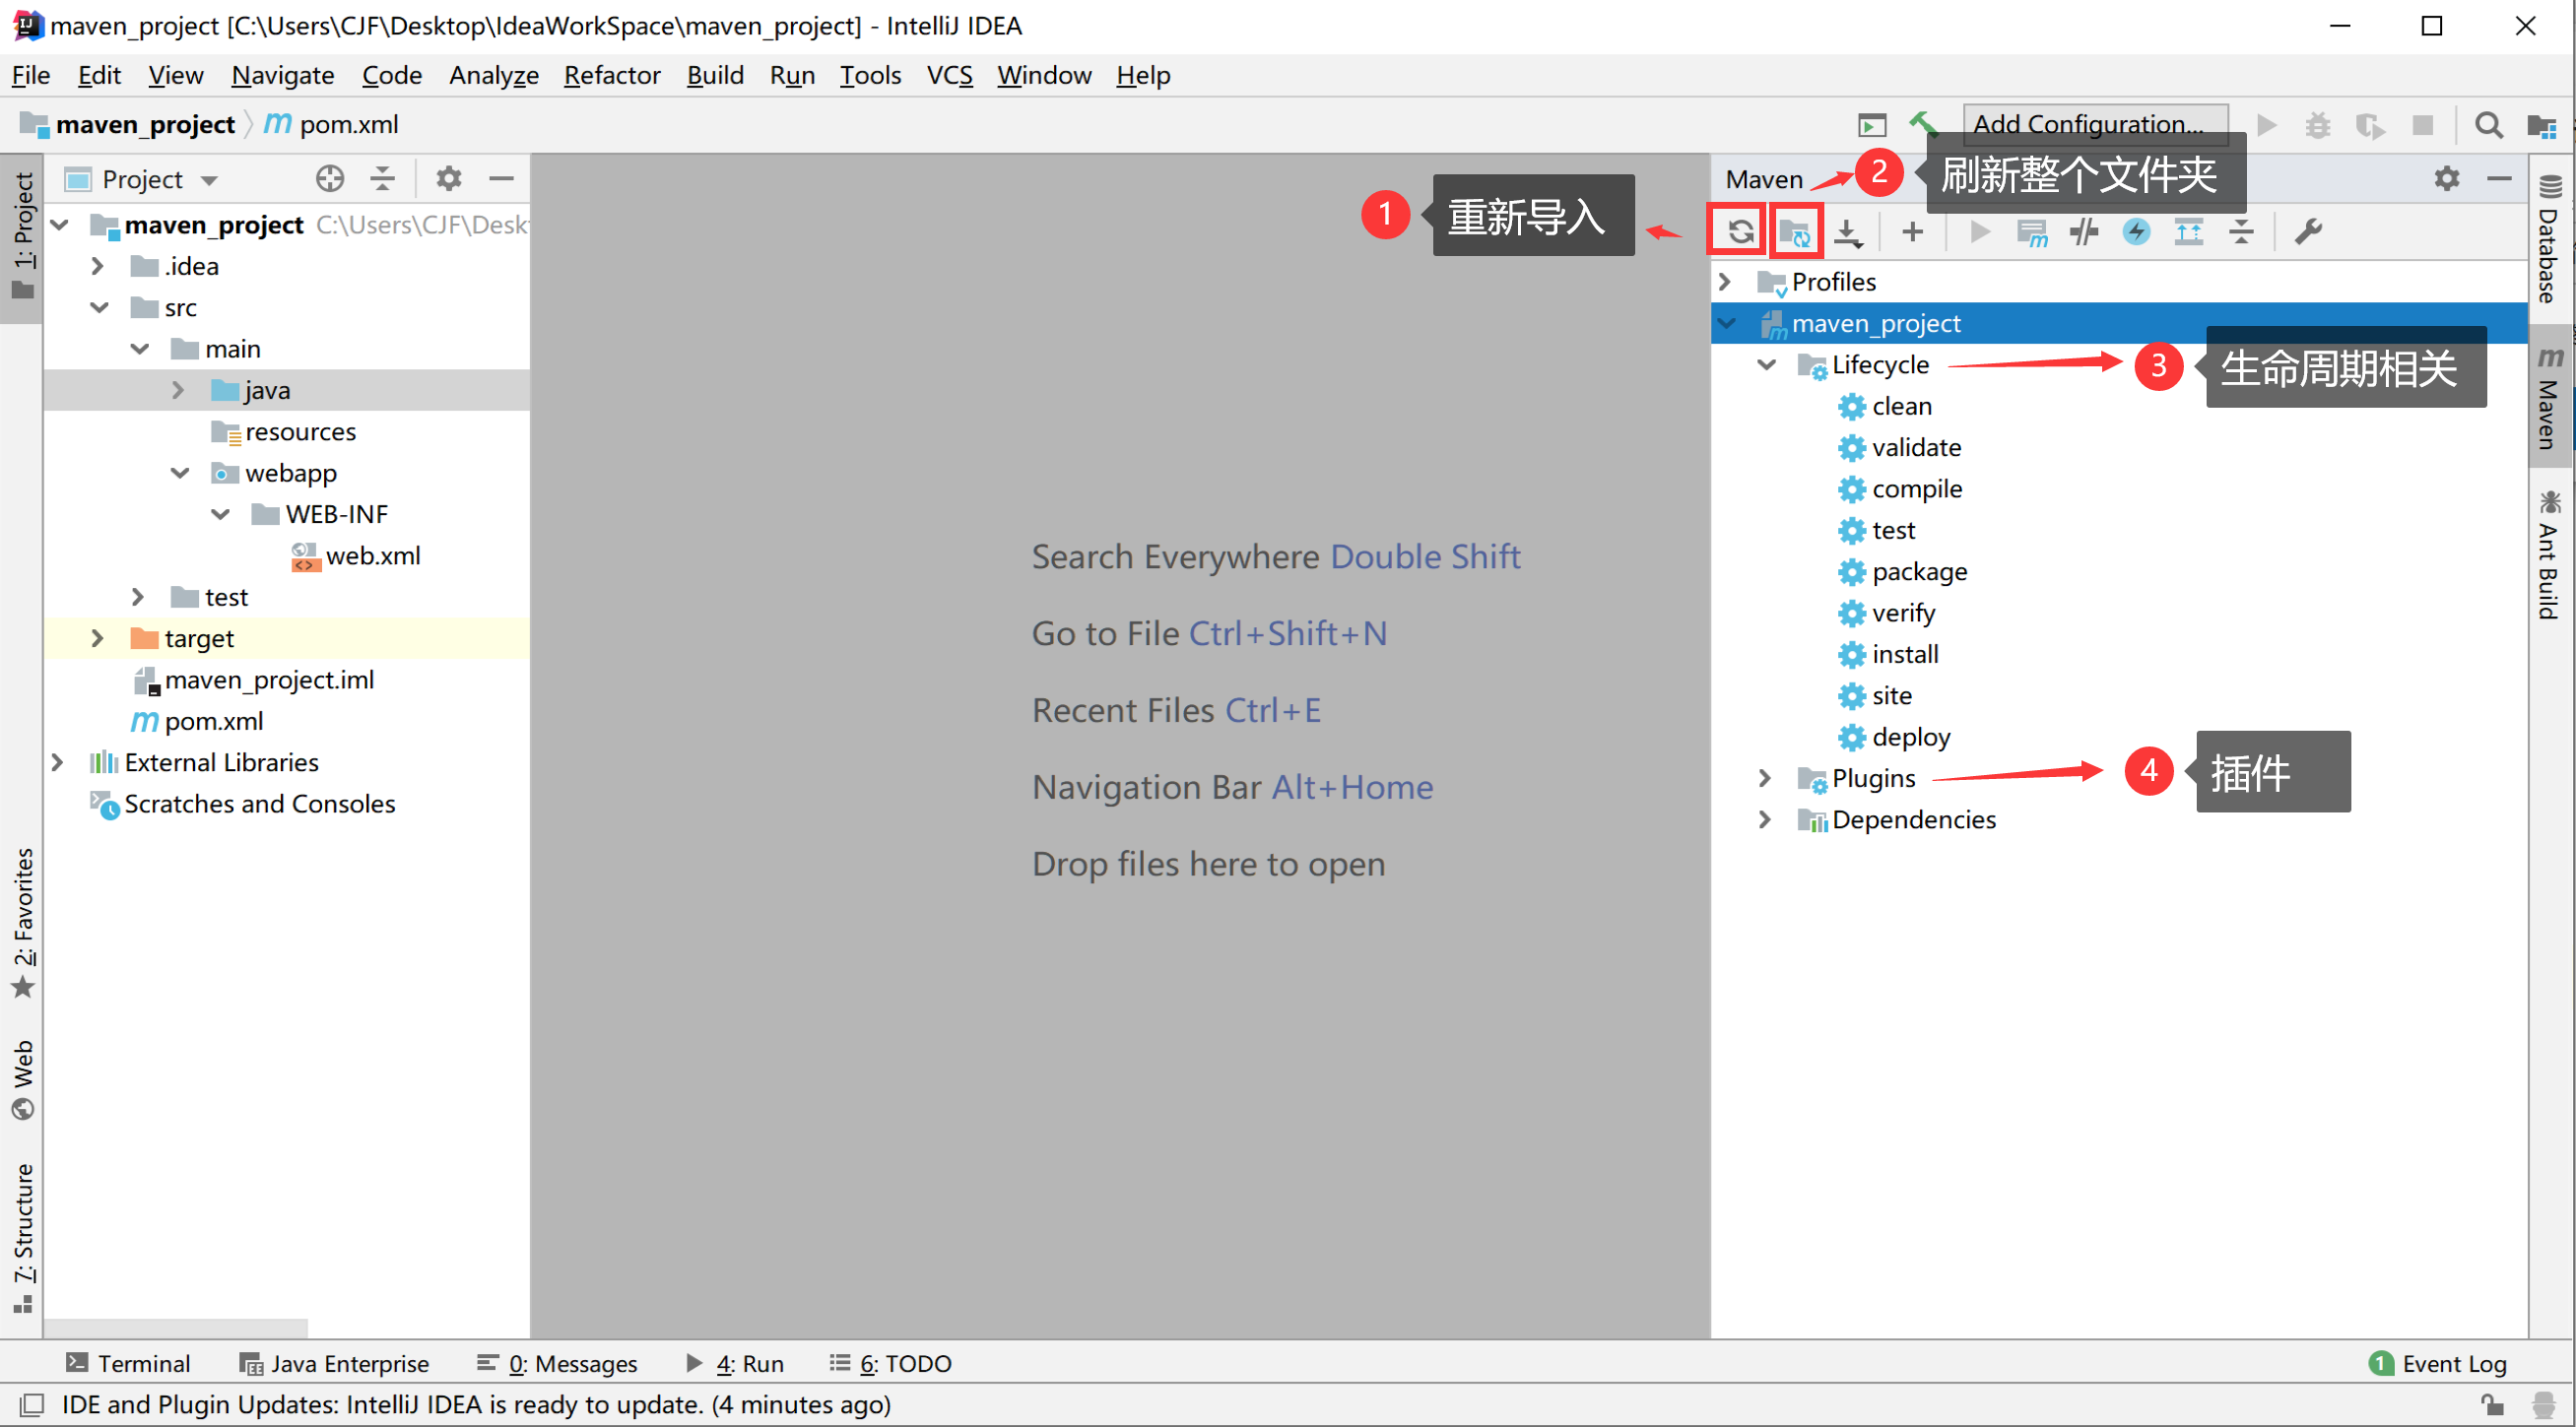 maven_project [C:\Users\CJF\Desktop\IdeaWorkSpace\maven_project] - IntelliJ IDEA
File Edit View Navigate Code Analyze Refactor Build Run Tools VCS Window Help
maven_project pom.xml
Add Configuration...
1: Project
Project
maven_project C:\Users\CJF\Desk
.idea
src
main
java
resources
webapp
WEB-INF
web.xml
test
target
maven_project.iml
pom.xml
External Libraries
Scratches and Consoles
2: Favorites
Web
7: Structure
Search Everywhere Double Shift
Go to File Ctrl+Shift+N
Recent Files Ctrl+E
Navigation Bar Alt+Home
Drop files here to open
1 重新导入
Maven
2 刷新整个文件夹
Profiles
maven_project
Lifecycle
3 生命周期相关
clean
validate
compile
test
package
verify
install
site
deploy
Plugins
4 插件
Dependencies
Database
Maven
Ant Build
Terminal Java Enterprise 0: Messages 4: Run 6: TODO
1 Event Log
IDE and Plugin Updates: IntelliJ IDEA is ready to update. (4 minutes ago)